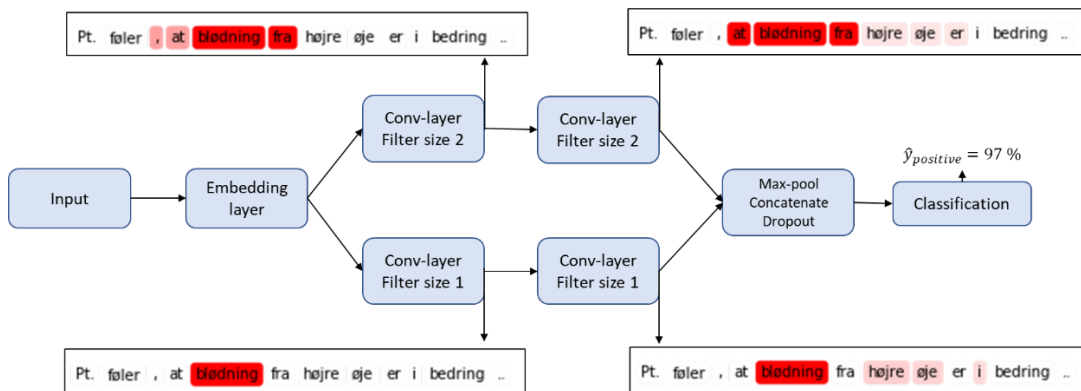 Pt. føler , at blødning fra højre øje er i bedring ..
Pt. føler , at blødning fra højre øje er i bedring ..
Conv-layer
Filter size 2
Conv-layer
Filter size 2
ŷpositive = 97 %
Input
Embedding
layer
Max-pool
Concatenate
Dropout
Classification
Conv-layer
Filter size 1
Conv-layer
Filter size 1
Pt. føler , at blødning fra højre øje er i bedring ..
Pt. føler , at blødning fra højre øje er i bedring ..